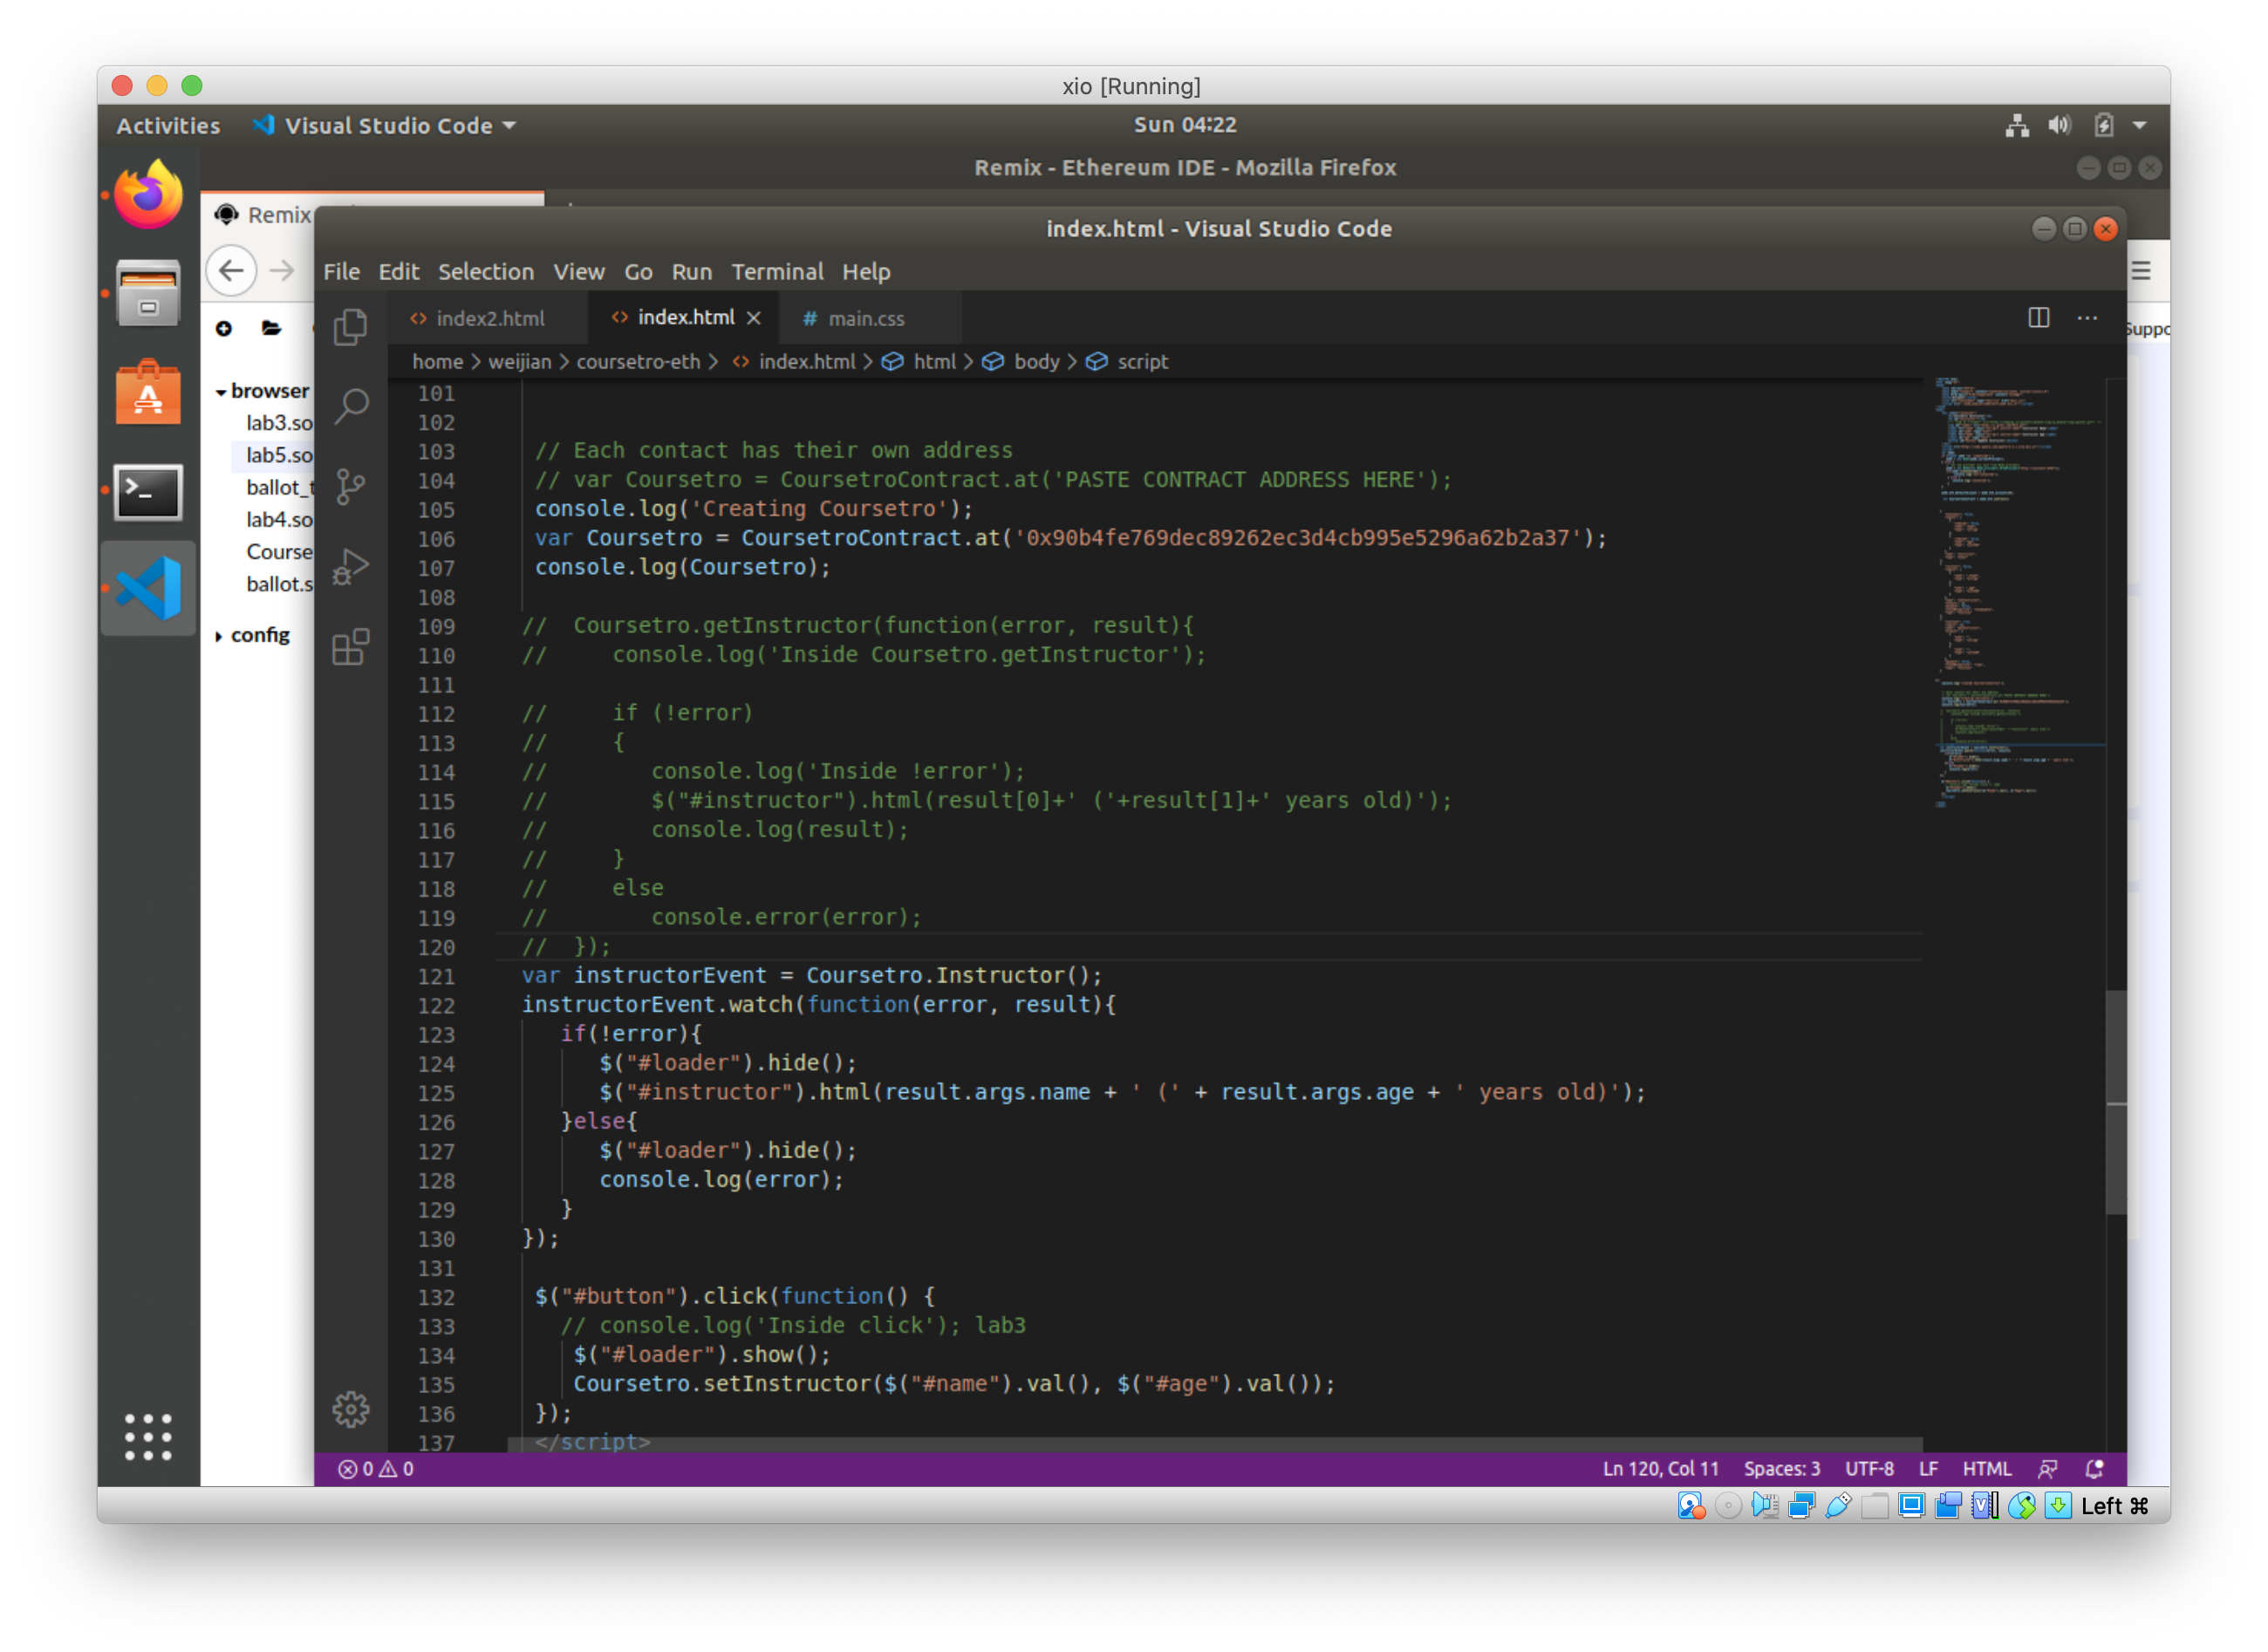 xio [Running]
Activities
Visual Studio Code
Sun 04:22
Remix - Ethereum IDE - Mozilla Firefox
Remix
index.html - Visual Studio Code
File Edit Selection View Go Run Terminal Help
index2.html
index.html
# main.css
home > weijian > coursetro-eth > index.html > html > body > script
browser
lab3.so
lab5.so
ballot_t
lab4.so
Course
ballot.s
config
Suppo
101
102
103 // Each contact has their own address
104 // var Coursetro = CoursetroContract.at('PASTE CONTRACT ADDRESS HERE');
105 console.log('Creating Coursetro');
106 var Coursetro = CoursetroContract.at('0x90b4fe769dec89262ec3d4cb995e5296a62b2a37');
107 console.log(Coursetro);
108
109 // Coursetro.getInstructor(function(error, result){
110 // console.log('Inside Coursetro.getInstructor');
111
112 // if (!error)
113 // {
114 // console.log('Inside !error');
115 // $("#instructor").html(result[0]+' ('+result[1]+' years old)');
116 // console.log(result);
117 // }
118 // else
119 // console.error(error);
120 // });
121 var instructorEvent = Coursetro.Instructor();
122 instructorEvent.watch(function(error, result){
123 if(!error){
124 $("#loader").hide();
125 $("#instructor").html(result.args.name + ' (' + result.args.age + ' years old)');
126 }else{
127 $("#loader").hide();
128 console.log(error);
129 }
130 });
131
132 $("#button").click(function() {
133 // console.log('Inside click'); lab3
134 $("#loader").show();
135 Coursetro.setInstructor($("#name").val(), $("#age").val());
136 });
137 </script>
0 0
Ln 120, Col 11 Spaces: 3 UTF-8 LF HTML
Left ⌘